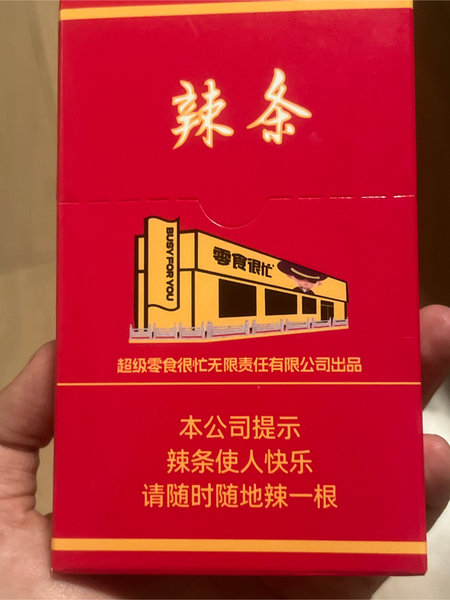 辣条
BUSY FOR YOU
零食很忙
超级零食很忙无限责任有限公司出品
本公司提示
辣条使人快乐
请随时随地辣一根